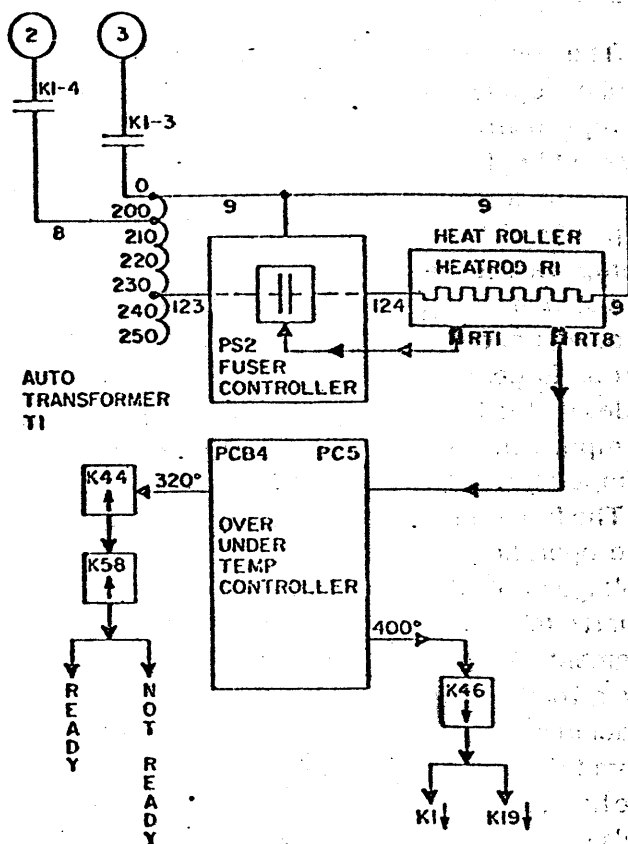 2
3
K1-4
K1-3
0
200
210
220
230
240
250
8
9
9
HEAT ROLLER
HEATROD R1
9
123
124
RT1
RT8
PS2
FUSER
CONTROLLER
AUTO
TRANSFORMER
T1
PCB4
PC5
K44
320°
K58
OVER
UNDER
TEMP
CONTROLLER
400°
K46
READY
NOT READY
K1
K19